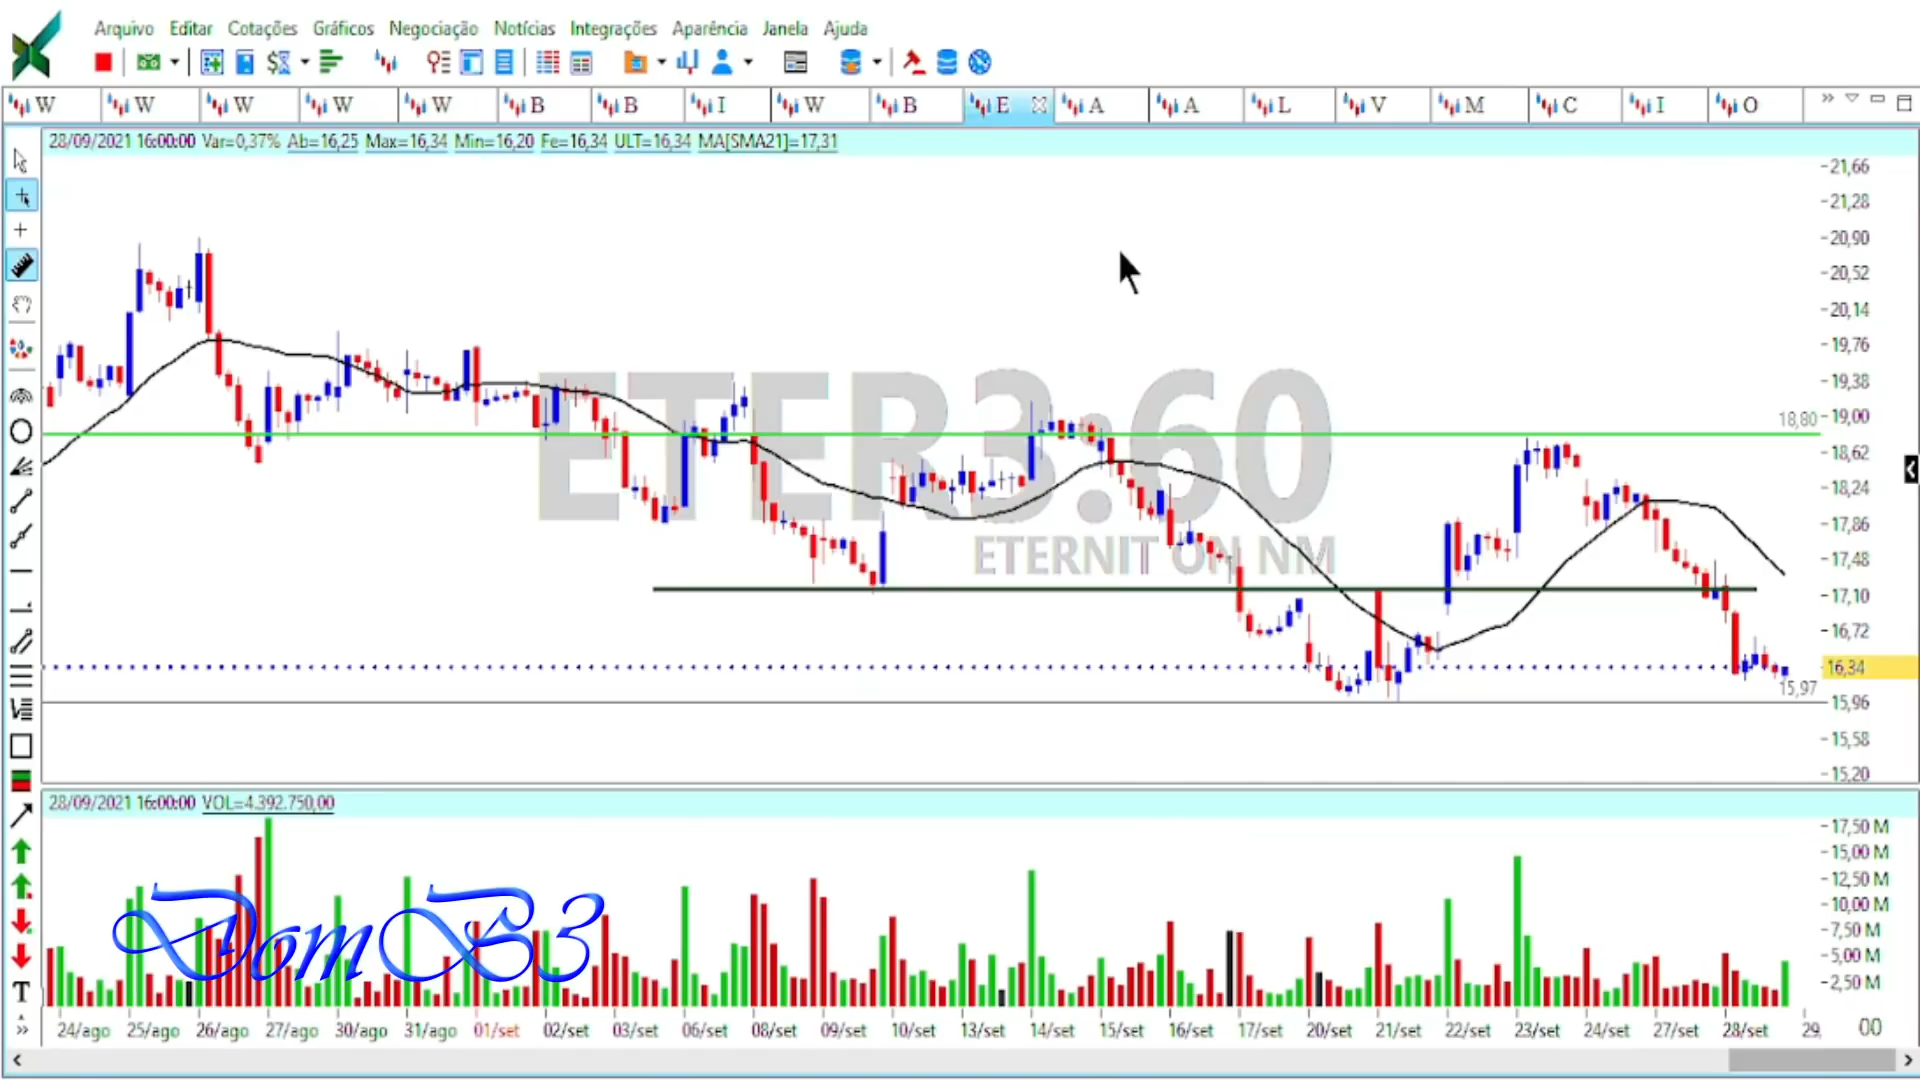 Arquivo Editar Cotações Gráficos Negociação Notícias Integrações Aparência Janela Ajuda
W W W W W B B I W B E A A L V M C I O
28/09/2021 16:00:00 Var=0,37% Ab=16,25 Max=16,34 Min=16,20 Fe=16,34 ULT=16,34 MA[SMA21]=17,31
21,66
21,28
20,90
20,52
20,14
19,76
19,38
19,00
18,80
18,62
18,24
17,86
17,48
17,10
16,72
16,34
15,97
15,96
15,58
15,20
ETER3:60
ETERNIT ON NM
28/09/2021 16:00:00 VOL=4.392.750,00
17,50 M
15,00 M
12,50 M
10,00 M
7,50 M
5,00 M
2,50 M
DomB3
T
24/ago 25/ago 26/ago 27/ago 30/ago 31/ago 01/set 02/set 03/set 06/set 08/set 09/set 10/set 13/set 14/set 15/set 16/set 17/set 20/set 21/set 22/set 23/set 24/set 27/set 28/set 29, 00